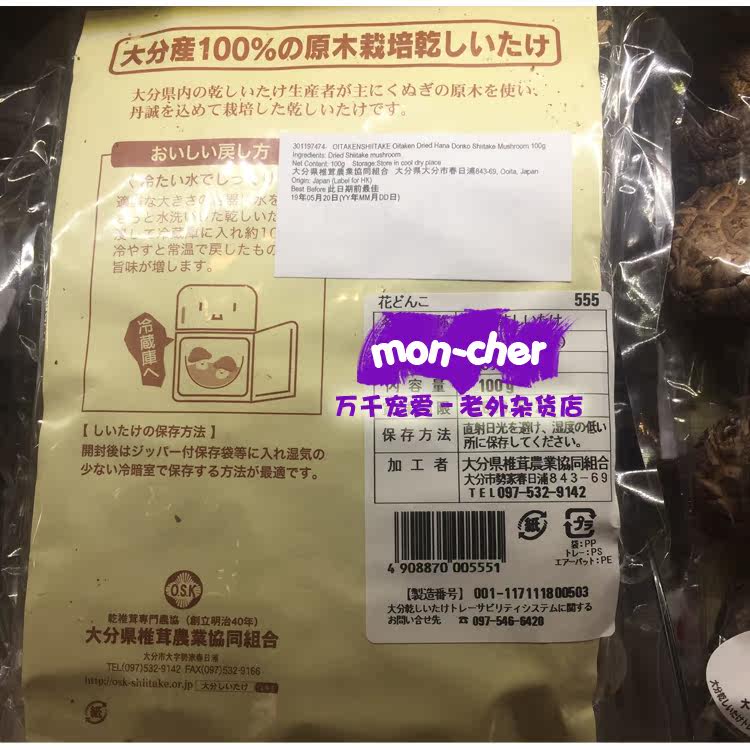 大分産100%の原木栽培乾しいたけ
大分県内の乾しいたけ生産者が主にくぬぎの原木を使い、
丹誠を込めて栽培した乾しいたけです。
おいしい戻し方
冷たい水で
冷やすと常温で戻したもの
旨味が増します。
冷蔵庫へ
【しいたけの保存方法】
開封後はジッパー付保存袋等に入れ湿気の
少ない冷暗室で保存する方法が最適です。
301197474- OITAKENSHIITAKE Oitaken Dried Hana Donko Shiitake Mushroom 100g
Ingredients: Dried Shiitake mushroom
Net Content: 100g Storage:Store in cool dry place
大分県椎茸農業協同組合 大分県大分市春日浦843-69, Ooita, Japan
Origin: Japan (Label for HK)
Best Before 此日期前最佳
19年05月20日(YY年MM月DD日)
花どんこ 555
mon-cher
内容量 100g
万千宠爱-老外杂货店
保存方法 直射日光を避け、湿度の低い
所に保存してください。
加工者 大分県椎茸農業協同組合
大分市勢家春日浦843-69
TEL097-532-9142
4 908870 005551
紙
プラ
袋:PP
トレー:PS
エアーパット:PE
【製造番号】 001-117111800503
大分乾しいたけトレーサビリティシステムに関する
お問い合せ先 ☎097-546-6420
O.S.K
乾椎茸専門農協(創立明治40年)
大分県椎茸農業協同組合
大分市大字勢家春日浦
TEL(097)532-9142 FAX(097)532-9166
http://osk-shiitake.or.jp 大分しいたけ
紙